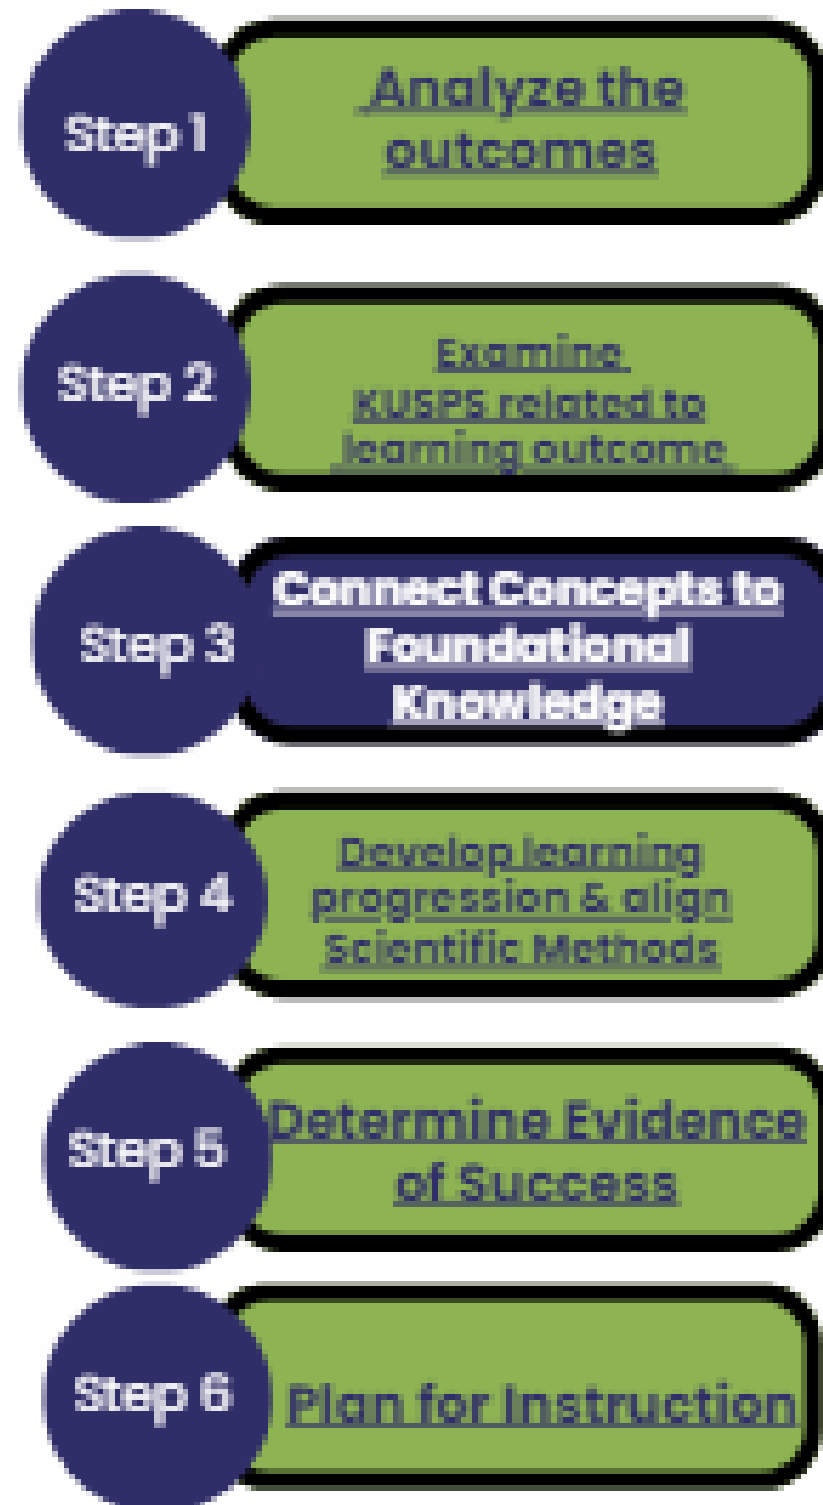 Step 1
Analyze the
outcomes
Step 2
Examine
KUSPS related to
learning outcome
Step 3
Connect Concepts to
Foundational
Knowledge
Step 4
Develop learning
progression & align
Scientific Methods
Step 5
Determine Evidence
of Success
Step 6
Plan for Instruction